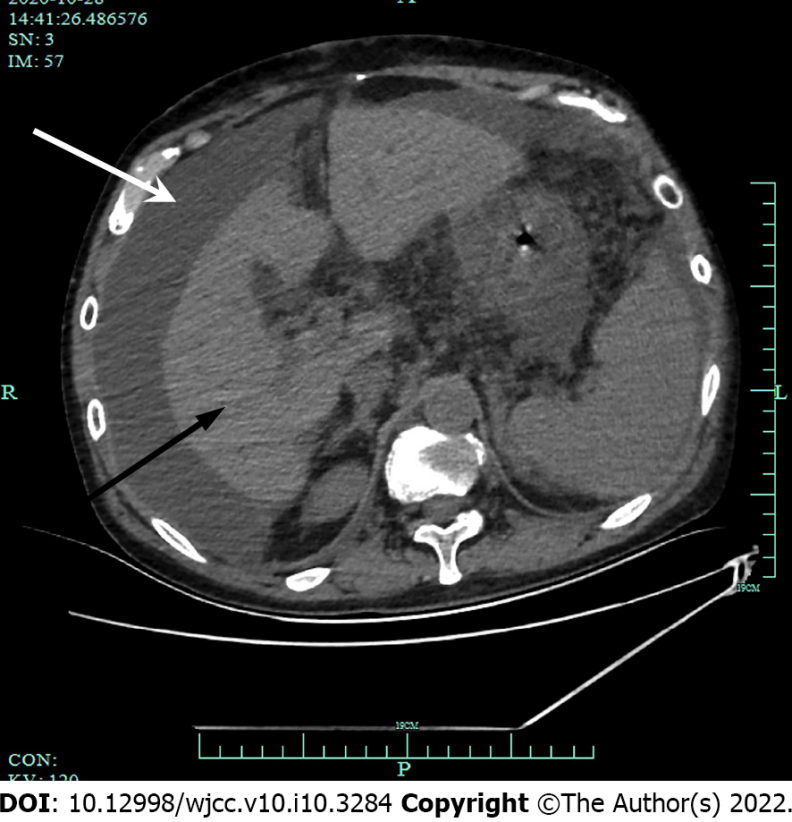 14:41:26.486576
SN: 3
IM: 57
R
L
19CM
19CM
P
CON:
DOI: 10.12998/wjcc.v10.i10.3284 Copyright ©The Author(s) 2022.